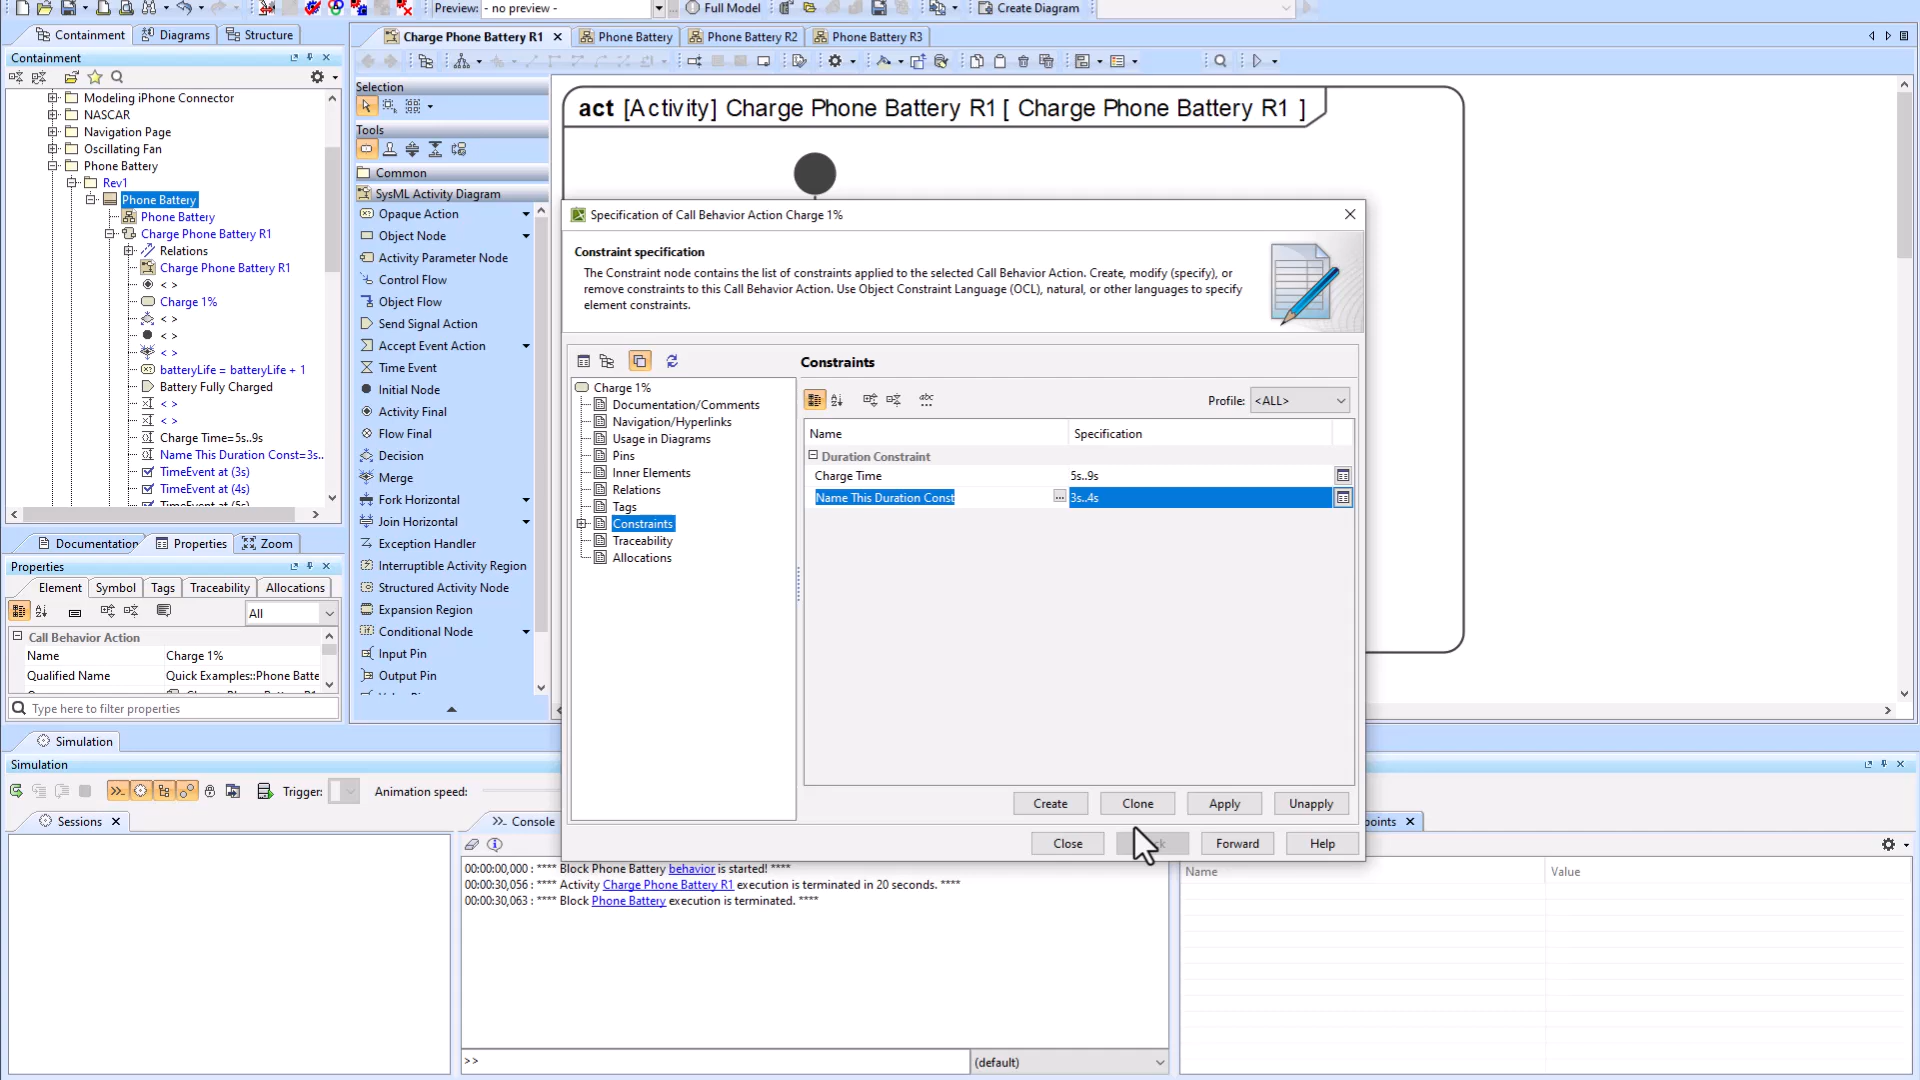 Preview: - no preview -
Full Model
Create Diagram
Containment
Diagrams
Structure
Charge Phone Battery R1
Phone Battery
Phone Battery R2
Phone Battery R3
Containment
Modeling iPhone Connector
NASCAR
Navigation Page
Oscillating Fan
Phone Battery
Rev1
Phone Battery
Phone Battery
Charge Phone Battery R1
Relations
Charge Phone Battery R1
< >
Charge 1%
< >
< >
< >
batteryLife = batteryLife + 1
Battery Fully Charged
< >
< >
Charge Time=5s..9s
Name This Duration Const=3s..
TimeEvent at (3s)
TimeEvent at (4s)
Documentation
Properties
Zoom
Properties
Element
Symbol
Tags
Traceability
Allocations
All
Call Behavior Action
Name Charge 1%
Qualified Name Quick Examples::Phone Batte
Type here to filter properties
Selection
Tools
Common
SysML Activity Diagram
Opaque Action
Object Node
Activity Parameter Node
Control Flow
Object Flow
Send Signal Action
Accept Event Action
Time Event
Initial Node
Activity Final
Flow Final
Decision
Merge
Fork Horizontal
Join Horizontal
Exception Handler
Interruptible Activity Region
Structured Activity Node
Expansion Region
Conditional Node
Input Pin
Output Pin
act [Activity] Charge Phone Battery R1 [ Charge Phone Battery R1 ]
Specification of Call Behavior Action Charge 1%
Constraint specification
The Constraint node contains the list of constraints applied to the selected Call Behavior Action. Create, modify (specify), or
remove constraints to this Call Behavior Action. Use Object Constraint Language (OCL), natural, or other languages to specify
element constraints.
Charge 1%
Documentation/Comments
Navigation/Hyperlinks
Usage in Diagrams
Pins
Inner Elements
Relations
Tags
Constraints
Traceability
Allocations
Constraints
Profile: <ALL>
Name Specification
Duration Constraint
Charge Time 5s..9s
Name This Duration Const ... 3s..4s
Create Clone Apply Unapply
Close Forward Help
Simulation
Simulation
Trigger:
Animation speed:
Sessions
Console
00:00:00,000 : **** Block Phone Battery behavior is started! ****
00:00:30,056 : **** Activity Charge Phone Battery R1 execution is terminated in 20 seconds. ****
00:00:30,063 : **** Block Phone Battery execution is terminated. ****
>>
(default)
Name Value